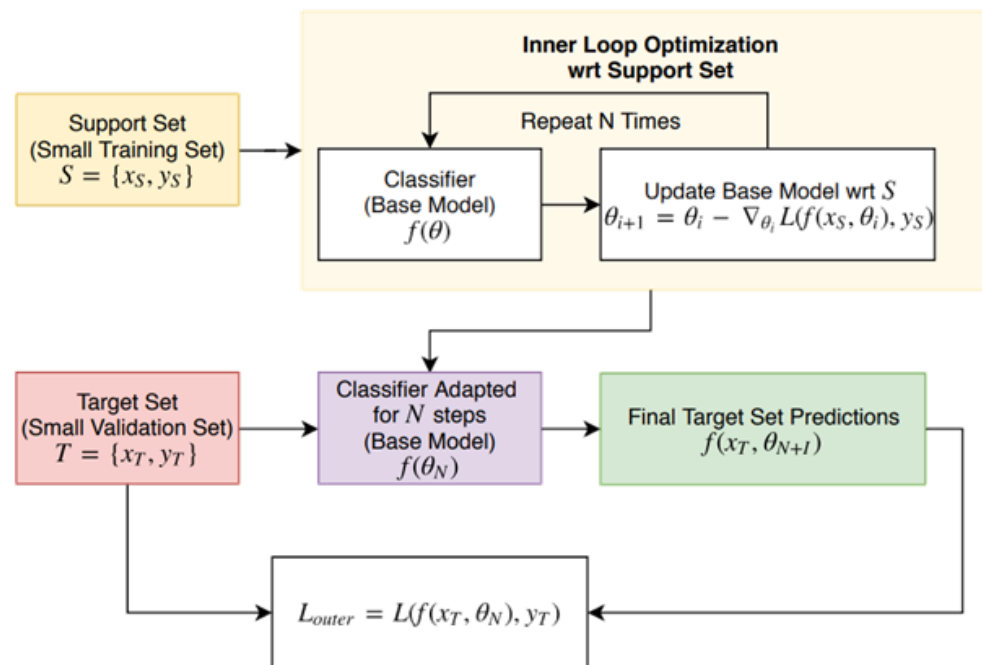 Inner Loop Optimization
wrt Support Set
Repeat N Times
Support Set
(Small Training Set)
S = {x_S, y_S}
Classifier
(Base Model)
f(θ)
Update Base Model wrt S
θ_{i+1} = θ_i − ∇_{θ_i} L(f(x_S, θ_i), y_S)
Target Set
(Small Validation Set)
T = {x_T, y_T}
Classifier Adapted
for N steps
(Base Model)
f(θ_N)
Final Target Set Predictions
f(x_T, θ_{N+I})
L_{outer} = L(f(x_T, θ_N), y_T)